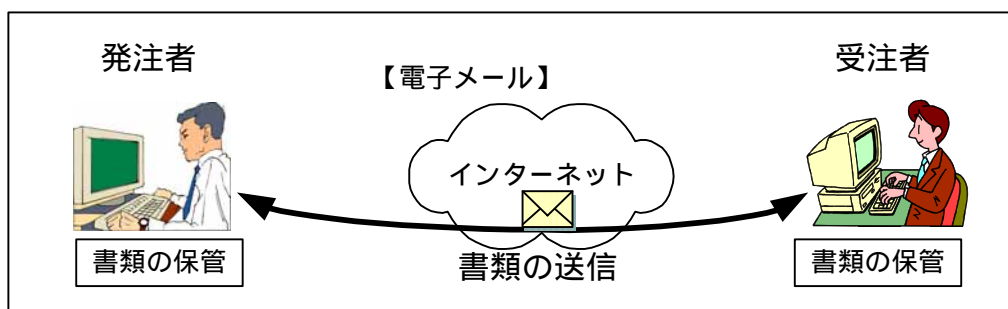 発注者
【電子メール】
受注者
インターネット
書類の保管
書類の送信
書類の保管